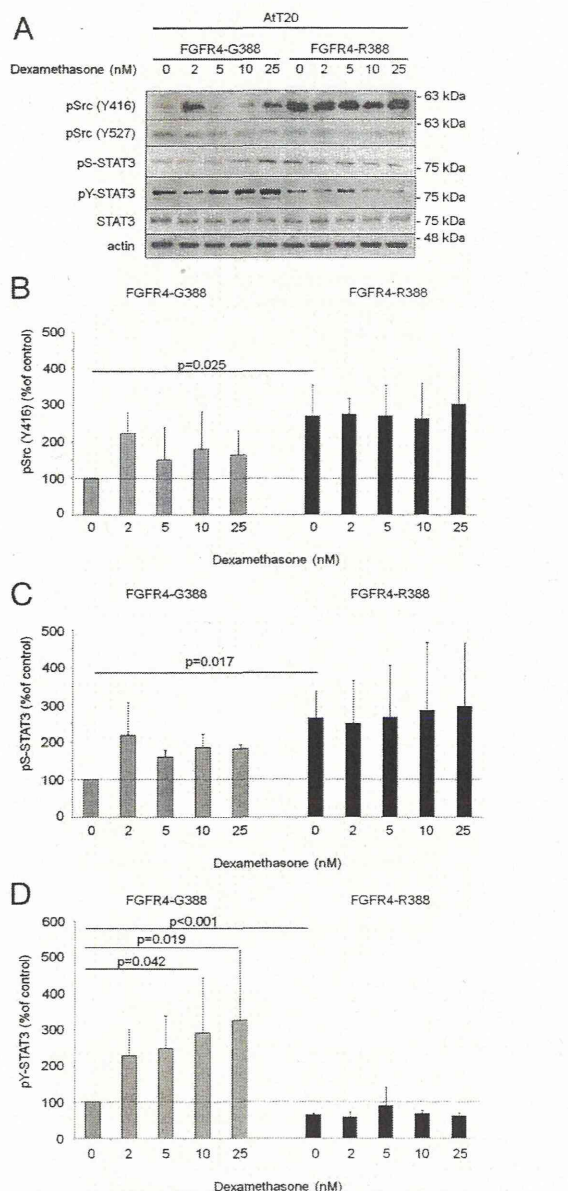 A
AtT20
FGFR4-G388 FGFR4-R388
Dexamethasone (nM) 0 2 5 10 25 0 2 5 10 25
pSrc (Y416) - 63 kDa
pSrc (Y527) - 63 kDa
pS-STAT3 - 75 kDa
pY-STAT3 - 75 kDa
STAT3 - 75 kDa
actin - 48 kDa
B
FGFR4-G388 FGFR4-R388
pSrc (Y416) (%of control)
500
400
300
200
100
0
p=0.025
0 2 5 10 25 0 2 5 10 25
Dexamethasone (nM)
C
FGFR4-G388 FGFR4-R388
pS-STAT3 (%of control)
500
400
300
200
100
0
p=0.017
0 2 5 10 25 0 2 5 10 25
Dexamethasone (nM)
D
FGFR4-G388 FGFR4-R388
pY-STAT3 (%of control)
600
500
400
300
200
100
0
p<0.001
p=0.019
p=0.042
0 2 5 10 25 0 2 5 10 25
Dexamethasone (nM)